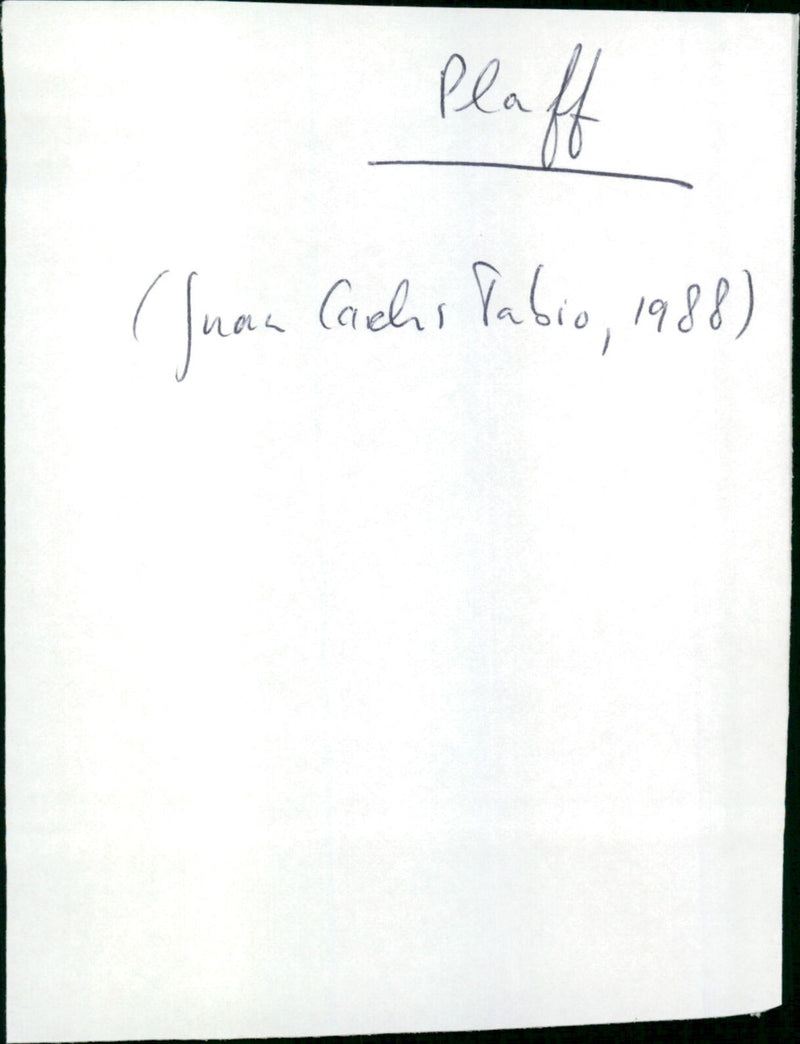 Plaff
(Juan Carlos Tabio, 1988)